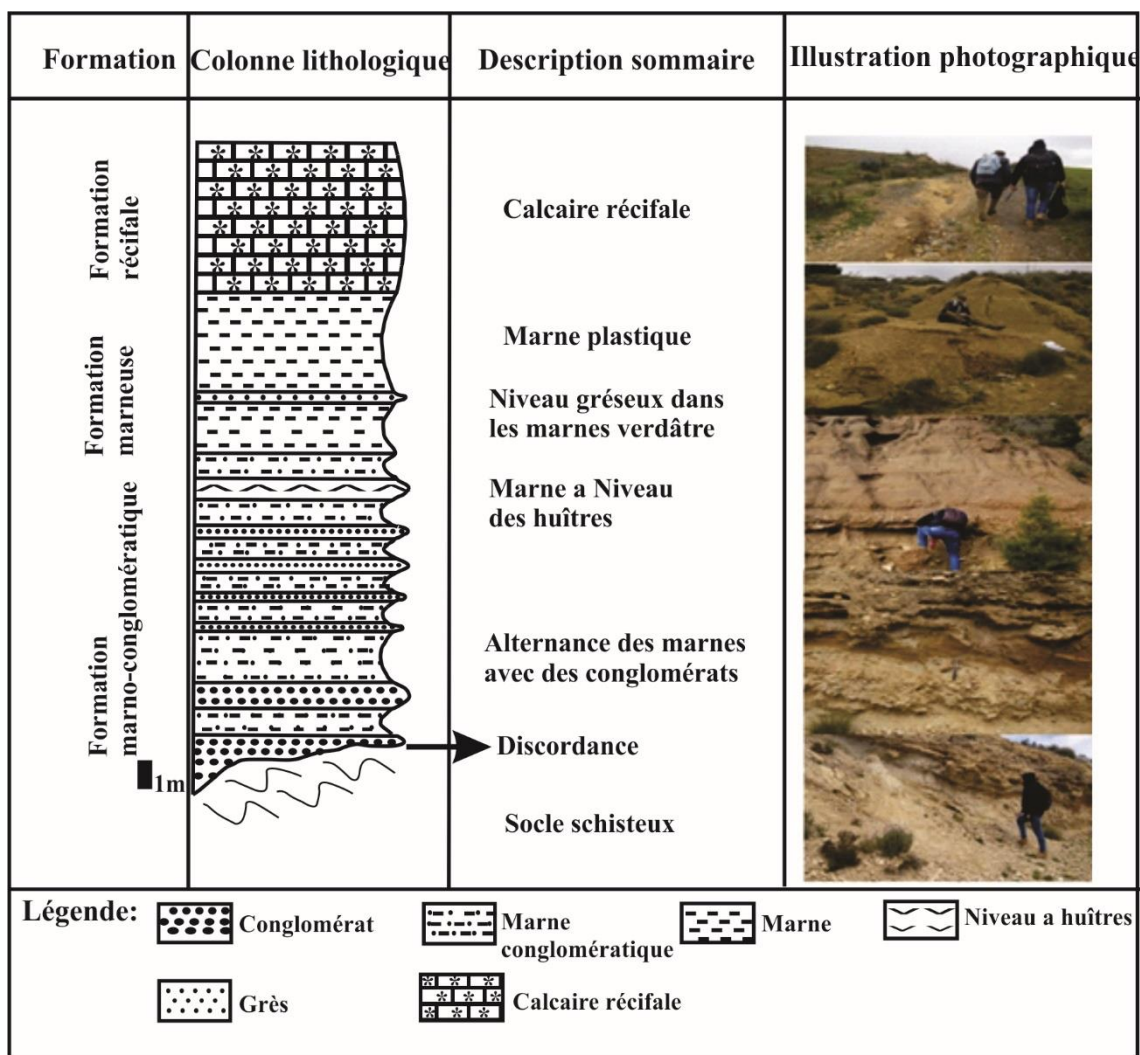 Formation
Colonne lithologique
Description sommaire
Illustration photographique
Formation
récifale
Calcaire récifale
Formation
marneuse
Marne plastique
Niveau gréseux dans
les marnes verdâtre
Formation
marno-conglomératique
Marne a Niveau
des huîtres
Alternance des marnes
avec des conglomérats
Discordance
1m
Socle schisteux
Légende:
Conglomérat
Marne
conglomératique
Marne
Niveau a huîtres
Grès
Calcaire récifale